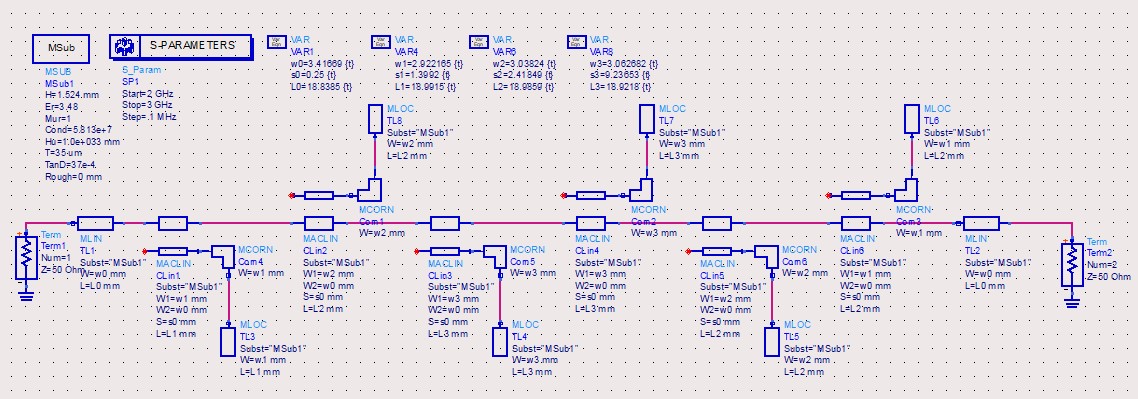 MSub
MSUB
MSub1
H=1.524.mm
Er=3.48
Mur=1
Cond=5.813e+7
Hu=1.0e+033 mm
T=35 um
TanD=37e-4
Rough=0 mm
S-PARAMETERS
S_Param
SP1
Start=2 GHz
Stop=3 GHz
Step=.1 MHz
Var
Eqn
VAR
VAR1
w0=3.41669 {t}
s0=0.25 {t}
L0=18.8385 {t}
Var
Eqn
VAR
VAR4
w1=2.922165 {t}
s1=1.3992 {t}
L1=18.9915 {t}
Var
Eqn
VAR
VAR6
w2=3.03824 {t}
s2=2.41849 {t}
L2=18.9859 {t}
Var
Eqn
VAR
VAR8
w3=3.062682 {t}
s3=9.23653 {t}
L3=18.9218 {t}
MLOC
TL8
Subst="MSub1"
W=w2 mm
L=L2 mm
MLOC
TL7
Subst="MSub1"
W=w3 mm
L=L3 mm
MLOC
TL6
Subst="MSub1"
W=w1 mm
L=L2 mm
MCORN
Corn1
W=w2 mm
MCORN
Corn2
W=w3 mm
MCORN
Corn3
W=w1 mm
Term
Term1
Num=1
Z=50 Ohm
MLIN
TL1
Subst="MSub1"
W=w0 mm
L=L0 mm
MACLIN
CLin1
Subst="MSub1"
W1=w1 mm
W2=w0 mm
S=s0 mm
L=L1 mm
MCORN
Corn4
W=w1 mm
MACLIN
CLin2
Subst="MSub1"
W1=w2 mm
W2=w0 mm
S=s0 mm
L=L2 mm
MACLIN
CLin3
Subst="MSub1"
W1=w3 mm
W2=w0 mm
S=s0 mm
L=L3 mm
MCORN
Corn5
W=w3 mm
MACLIN
CLin4
Subst="MSub1"
W1=w3 mm
W2=w0 mm
S=s0 mm
L=L3 mm
MACLIN
CLin5
Subst="MSub1"
W1=w2 mm
W2=w0 mm
S=s0 mm
L=L2 mm
MCORN
Corn6
W=w2 mm
MACLIN
CLin6
Subst="MSub1"
W1=w1 mm
W2=w0 mm
S=s0 mm
L=L2 mm
MLIN
TL2
Subst="MSub1"
W=w0 mm
L=L0 mm
Term
Term2
Num=2
Z=50 Ohm
MLOC
TL3
Subst="MSub1"
W=w.1 mm
L=L1 mm
MLOC
TL4
Subst="MSub1"
W=w3.mm
L=L3 mm
MLOC
TL5
Subst="MSub1"
W=w2 mm
L=L2 mm